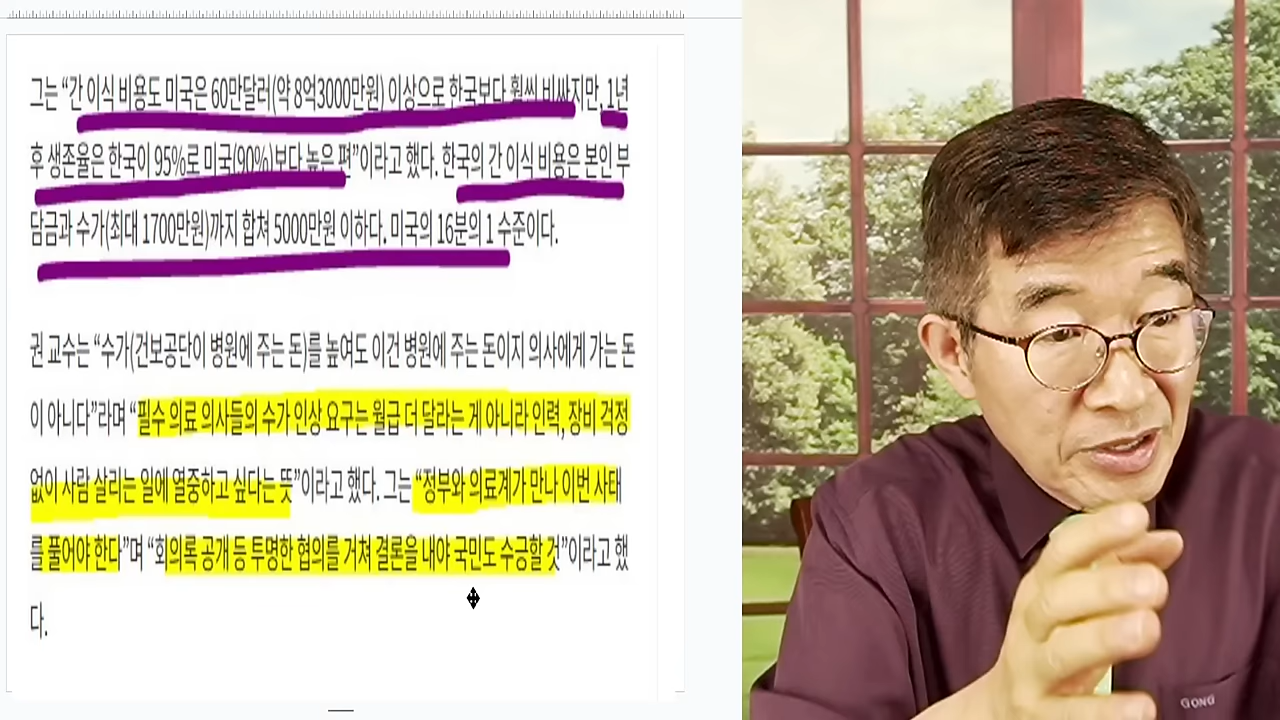 그는 “간 이식 비용도 미국은 60만달러(약 8억3000만원) 이상으로 한국보다 훨씬 비싸지만, 1년
후 생존율은 한국이 95%로 미국(90%)보다 높은 편”이라고 했다. 한국의 간 이식 비용은 본인 부
담금과 수가(최대 1700만원)까지 합쳐 5000만원 이하다. 미국의 16분의 1 수준이다.
권 교수는 “수가(건보공단이 병원에 주는 돈)를 높여도 이건 병원에 주는 돈이지 의사에게 가는 돈
이 아니다”라며 “필수 의료 의사들의 수가 인상 요구는 월급 더 달라는 게 아니라 인력, 장비 걱정
없이 사람 살리는 일에 열중하고 싶다는 뜻”이라고 했다. 그는 “정부와 의료계가 만나 이번 사태
를 풀어야 한다”며 “회의록 공개 등 투명한 협의를 거쳐 결론을 내야 국민도 수긍할 것”이라고 했
다.
GONG